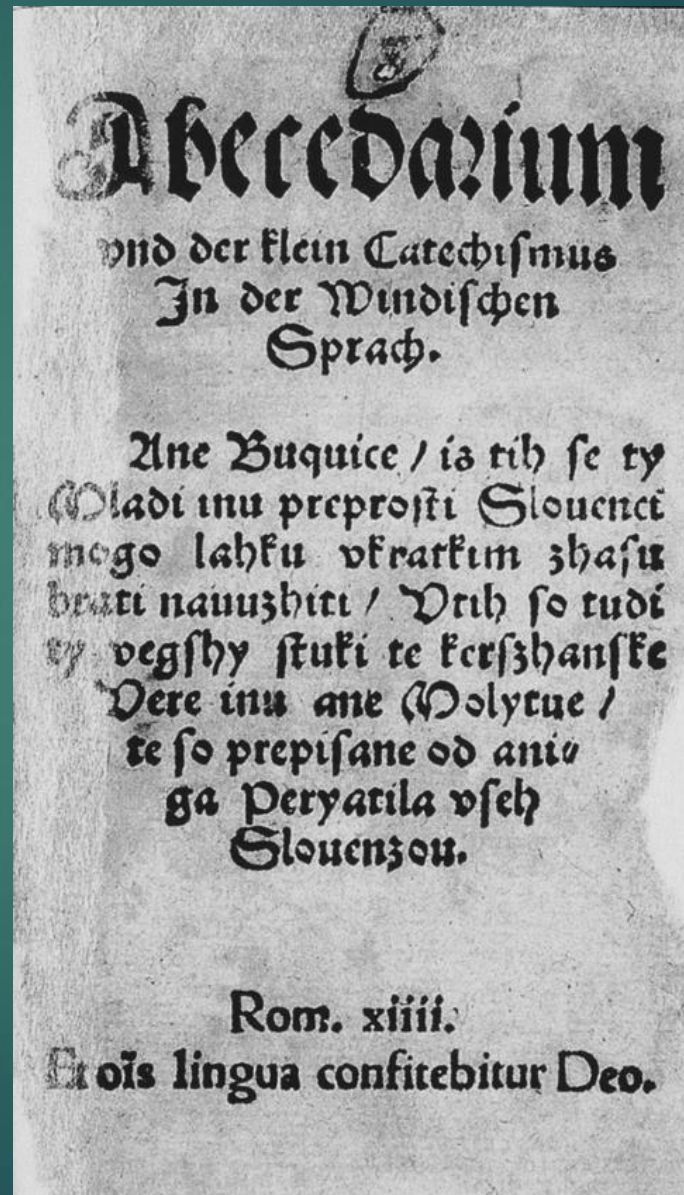 Abecedarium
vnd der klein Catechiſmus
In der Windiſchen
Sprach.
Ane Buquice / is tih ſe ty
Mladi inu preproſti Slouenci
mogo lahku vkratkim zhaſu
brati nauuzhiti / Vtih ſo tudi
ty vegſhy ſtuki te kerſzhanſke
Vere inu ane Molytue /
te ſo prepiſane od ani⸗
ga Peryatila vſeh
Slouenzou.
Rom. xiiii.
Et oīs lingua confitebitur Deo.